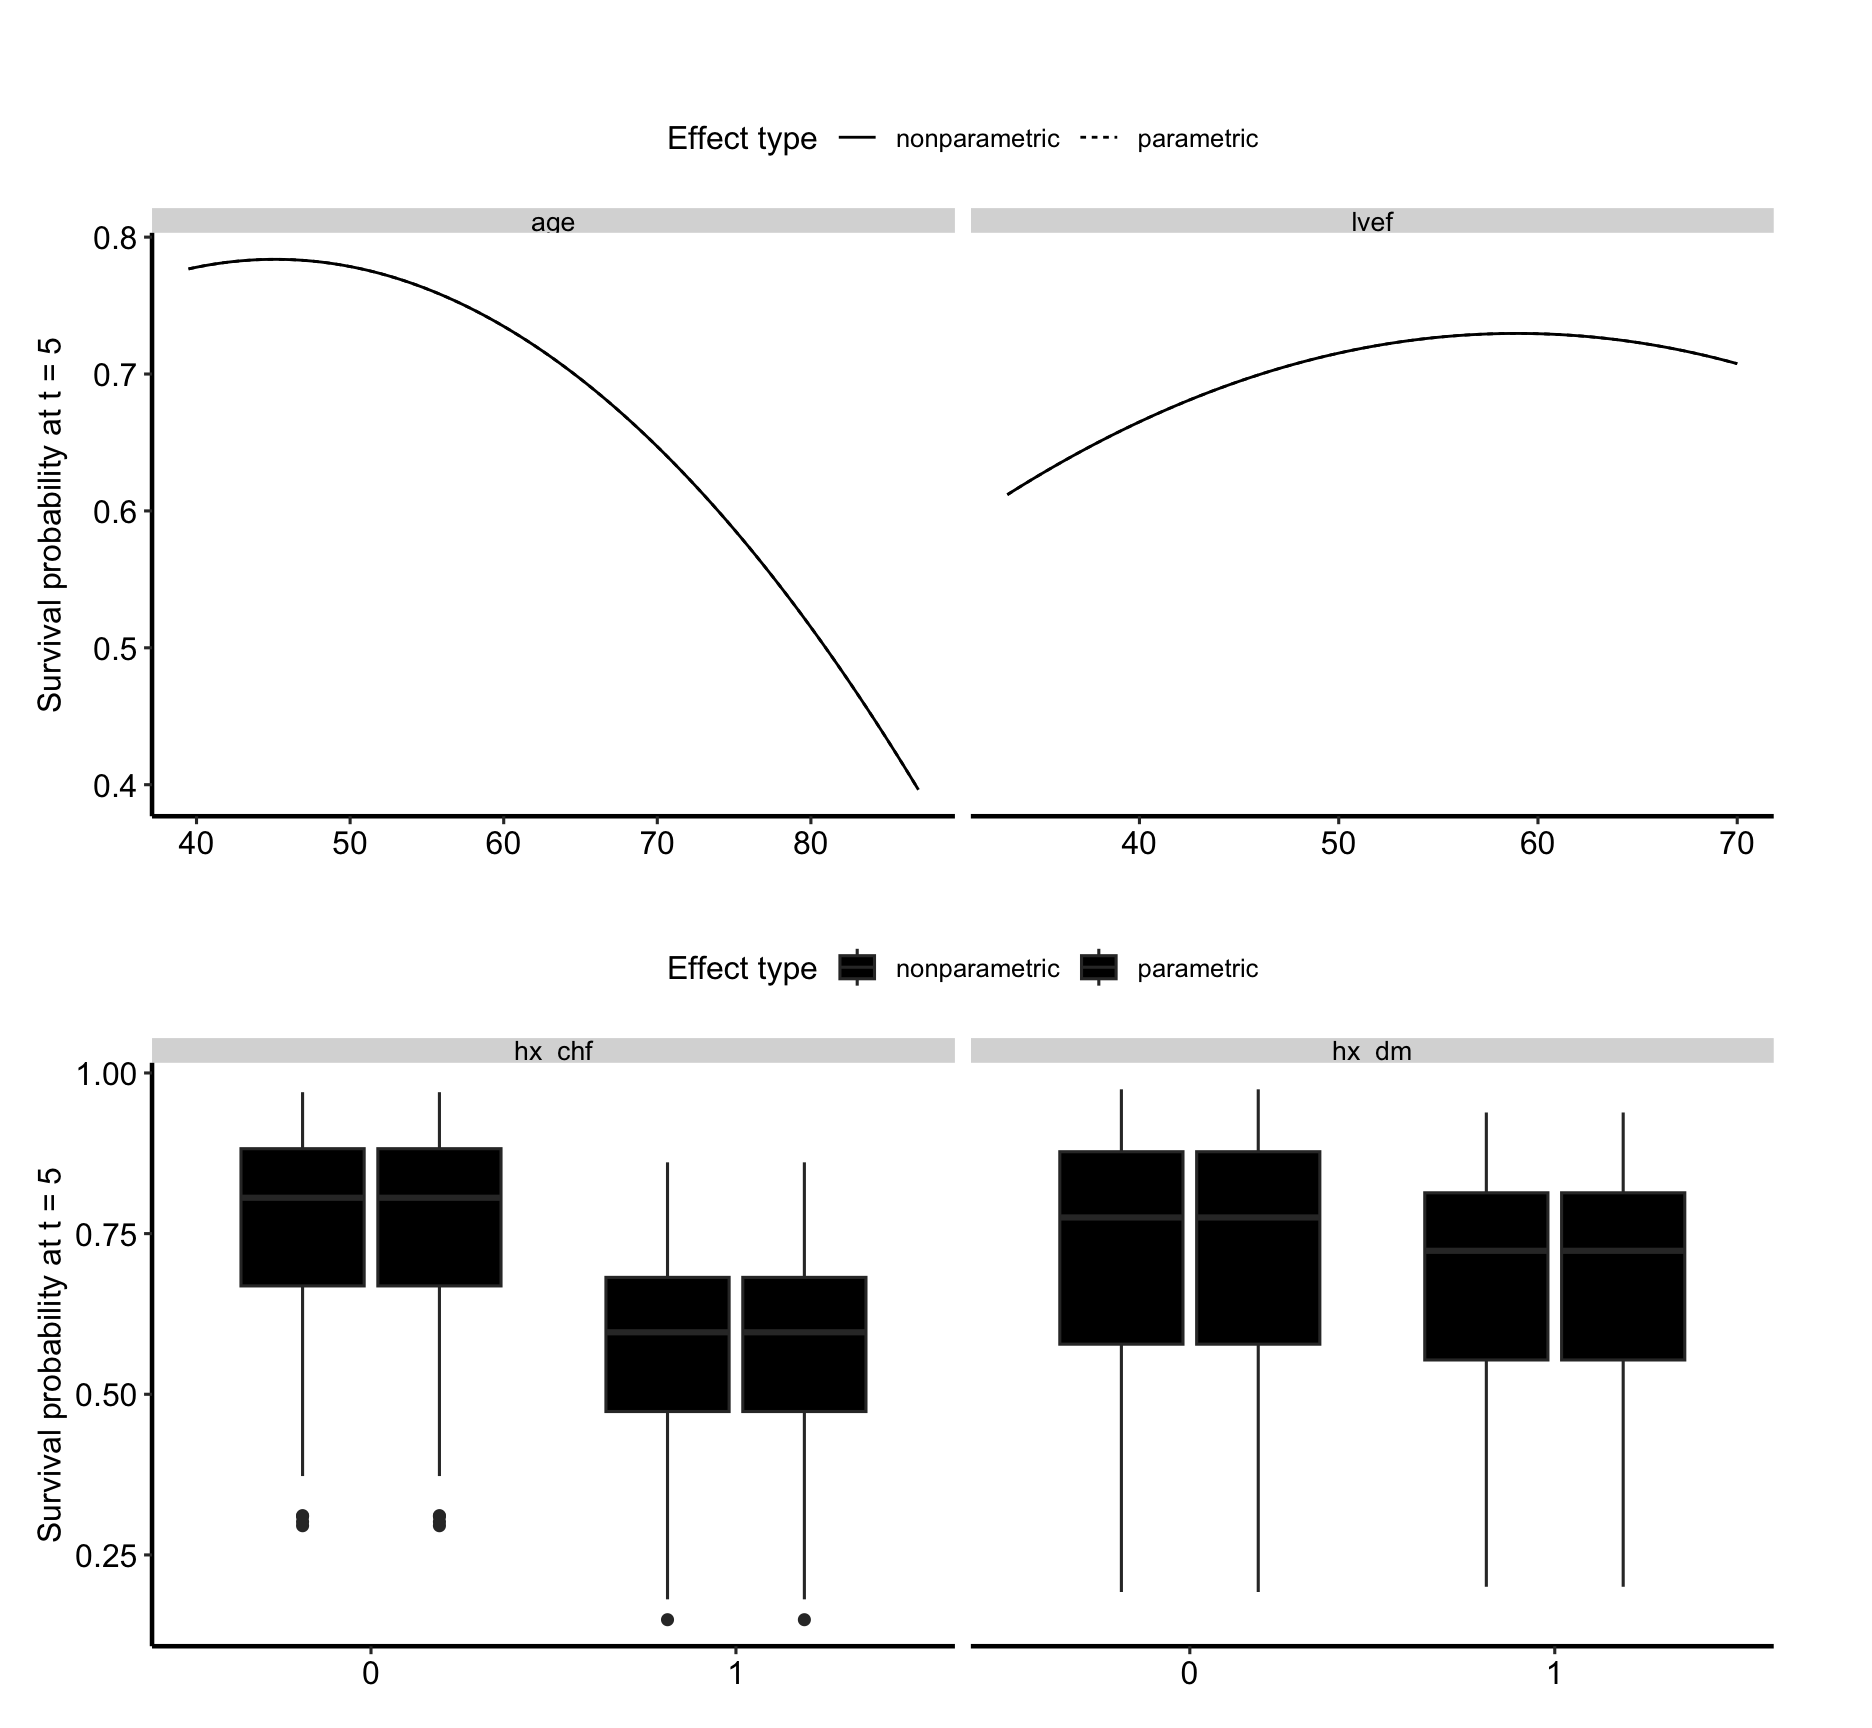 Effect type nonparametric parametric
age lvef
Survival probability at t = 5
0.8
0.7
0.6
0.5
0.4
40 50 60 70 80 40 50 60 70
Effect type nonparametric parametric
hx_chf hx_dm
Survival probability at t = 5
1.00
0.75
0.50
0.25
0 1 0 1